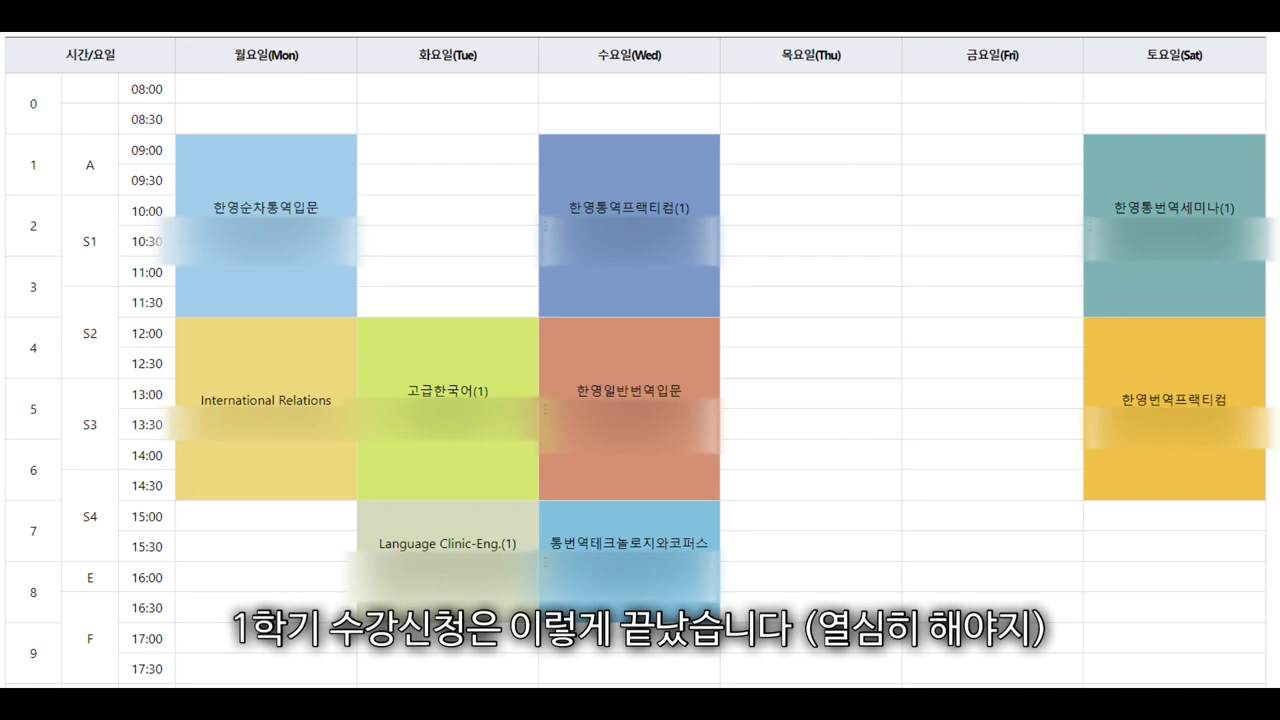 시간/요일 월요일(Mon) 화요일(Tue) 수요일(Wed) 목요일(Thu) 금요일(Fri) 토요일(Sat)
0 08:00
08:30
1 A 09:00
09:30
한영순차통역입문 한영통역프랙티컴(1) 한영통번역세미나(1)
2 10:00
S1 10:30
3 11:00
11:30
S2 12:00
4 12:30
고급한국어(1) 한영일반번역입문
International Relations 한영번역프랙티컴
5 13:00
S3 13:30
6 14:00
14:30
S4 15:00
7 15:30
Language Clinic-Eng.(1) 통번역테크놀로지와코퍼스
8 E 16:00
16:30
9 F 17:00
17:30
1학기 수강신청은 이렇게 끝났습니다 (열심히 해야지)